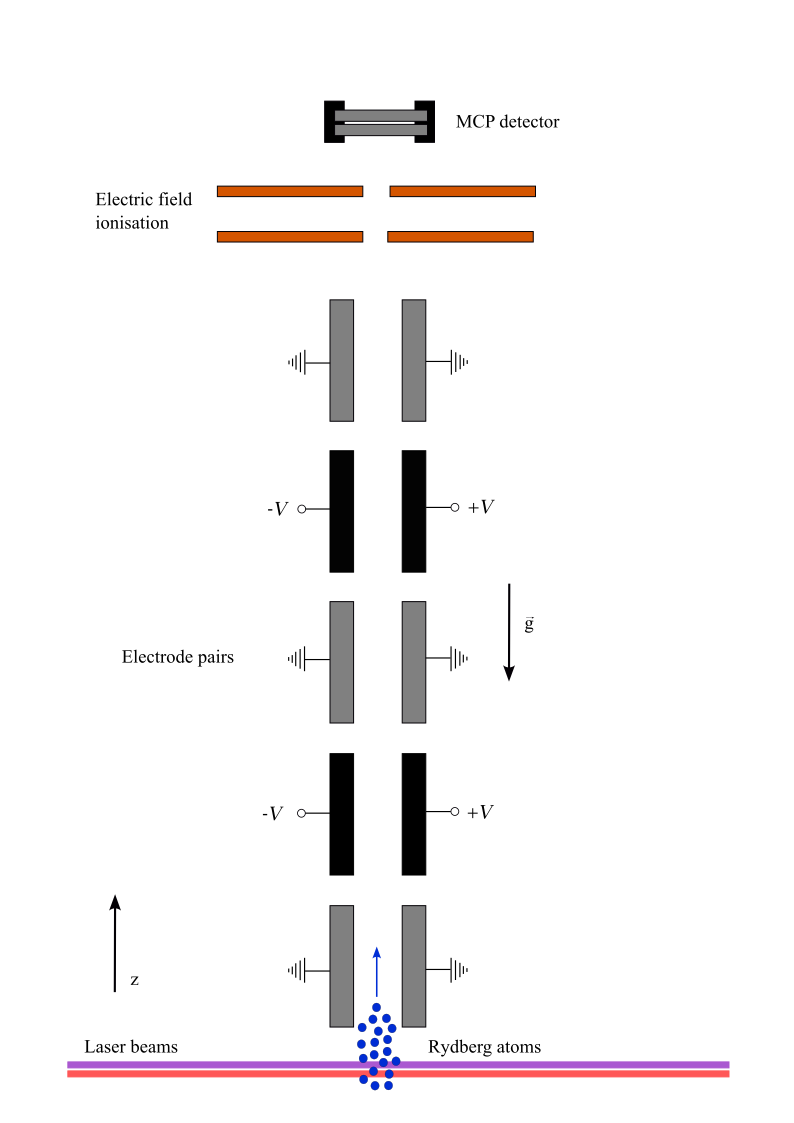 MCP detector
Electric field
ionisation
-V
+V
g⃗
Electrode pairs
-V
+V
z
Laser beams
Rydberg atoms